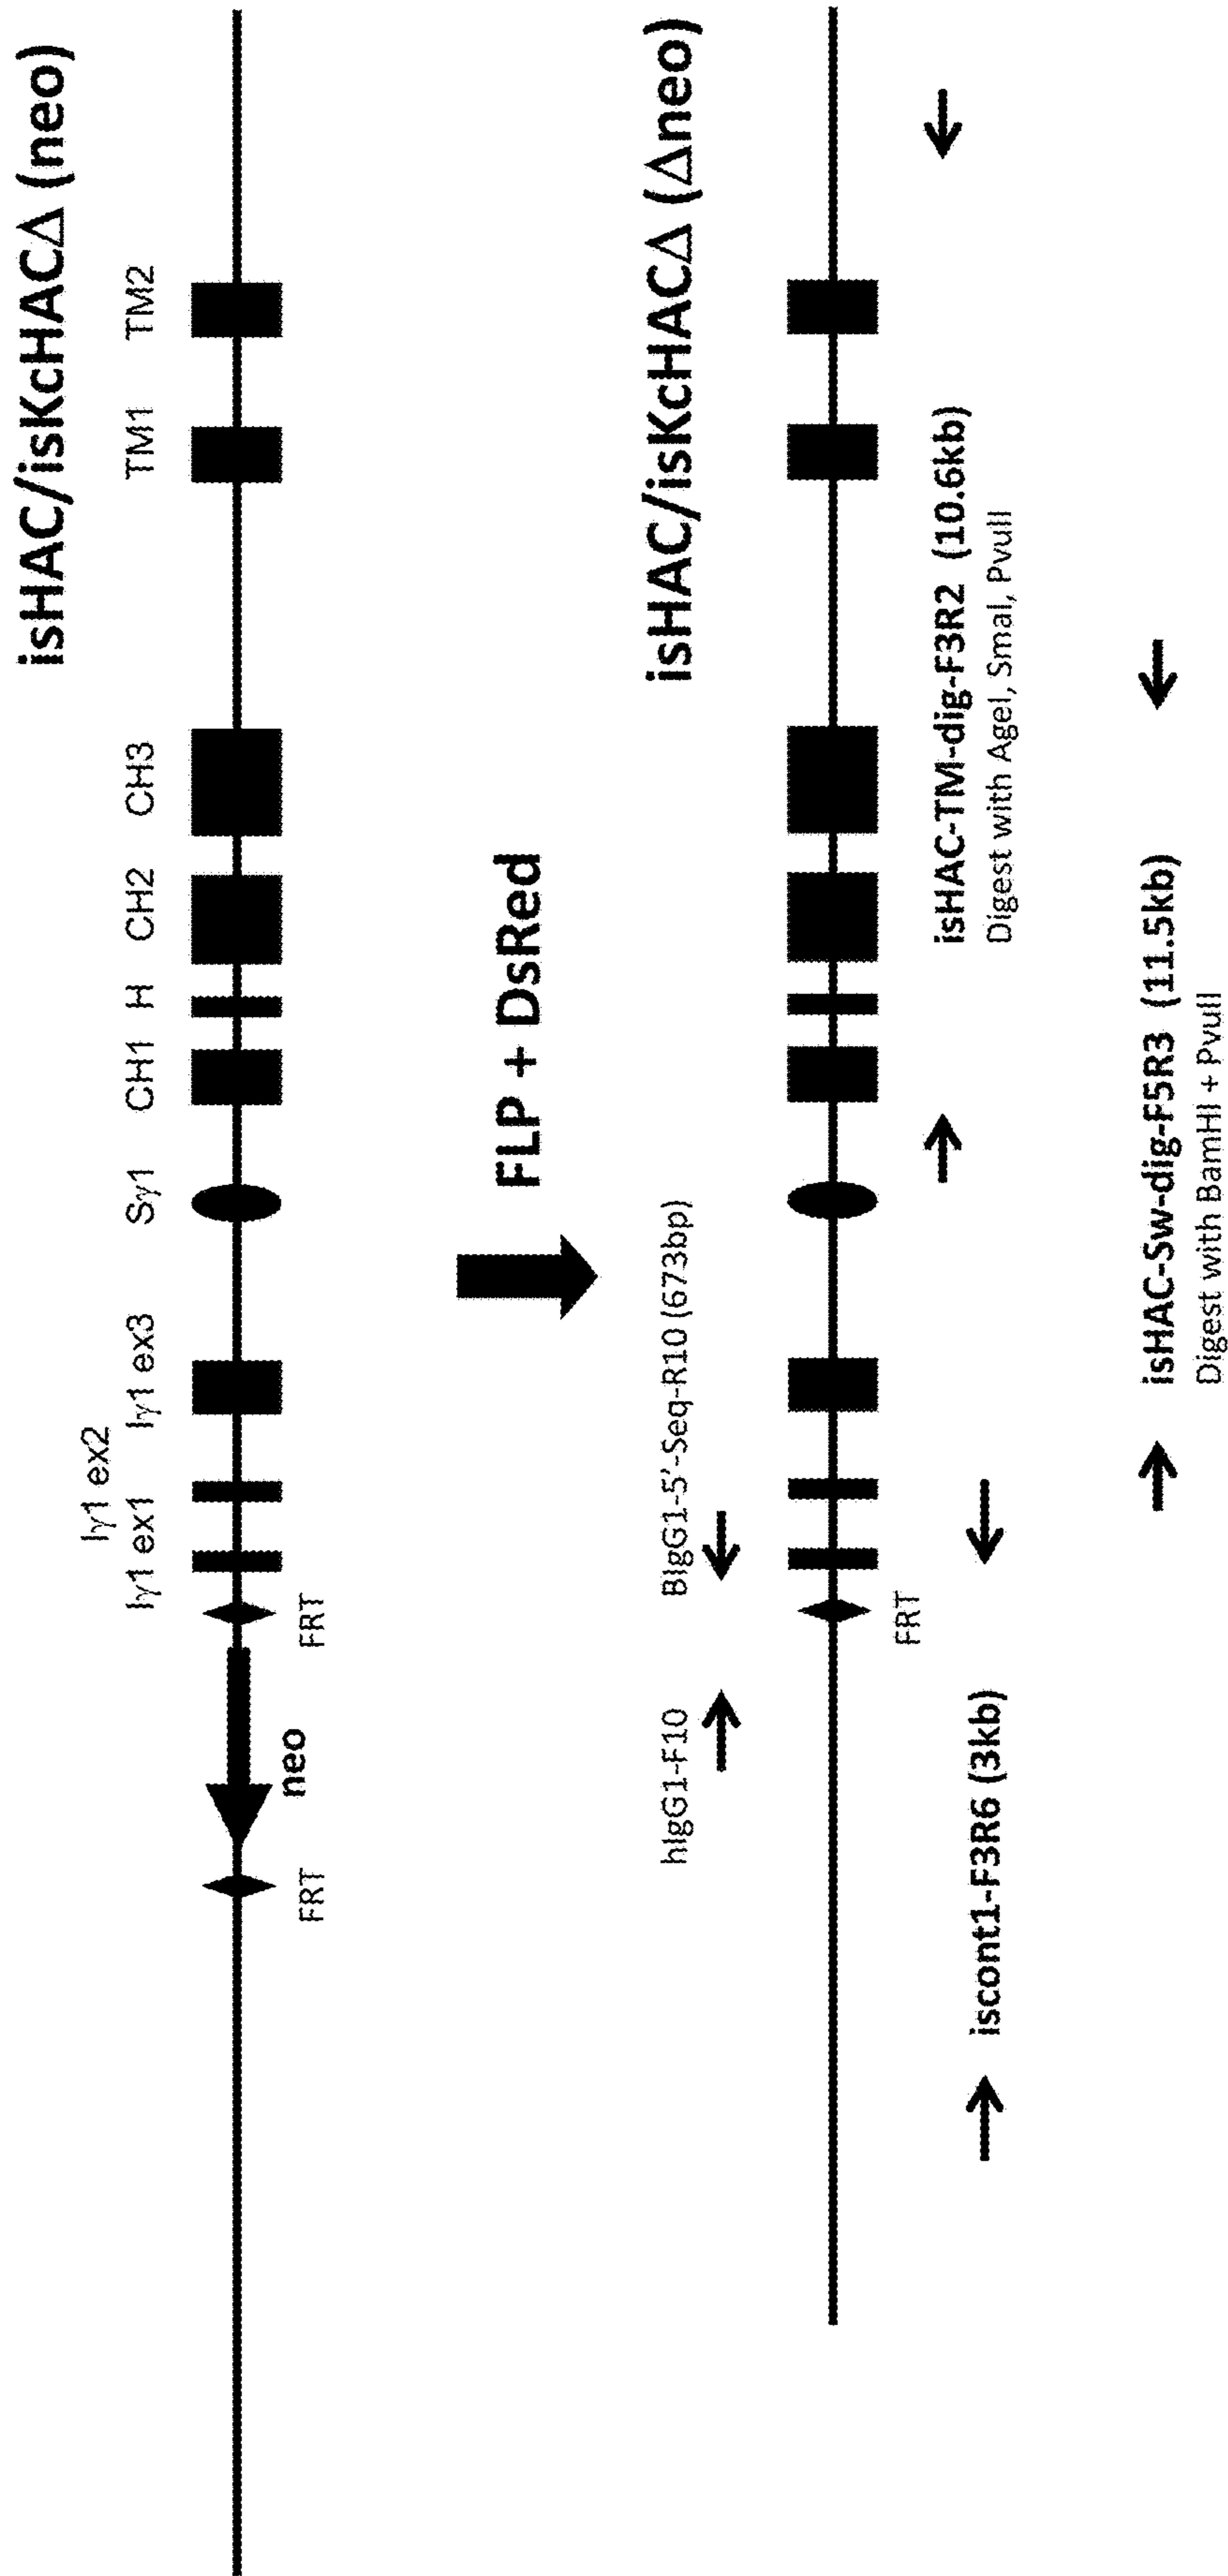 isHAC/isKcHACΔ (neo)
Iγ1 ex2
Iγ1 ex1
Iγ1 ex3
Sγ1
CH1
H
CH2
CH3
TM1
TM2
FRT
neo
FRT
FLP + DsRed
isHAC/isKcHACΔ (Δneo)
hIgG1-F10
BIgG1-5'-Seq-R10 (673bp)
FRT
isHAC-TM-dig-F3R2 (10.6kb)
Digest with AgeI, SmaI, PvuII
iscont1-F3R6 (3kb)
isHAC-Sw-dig-F5R3 (11.5kb)
Digest with BamHI + PvuII